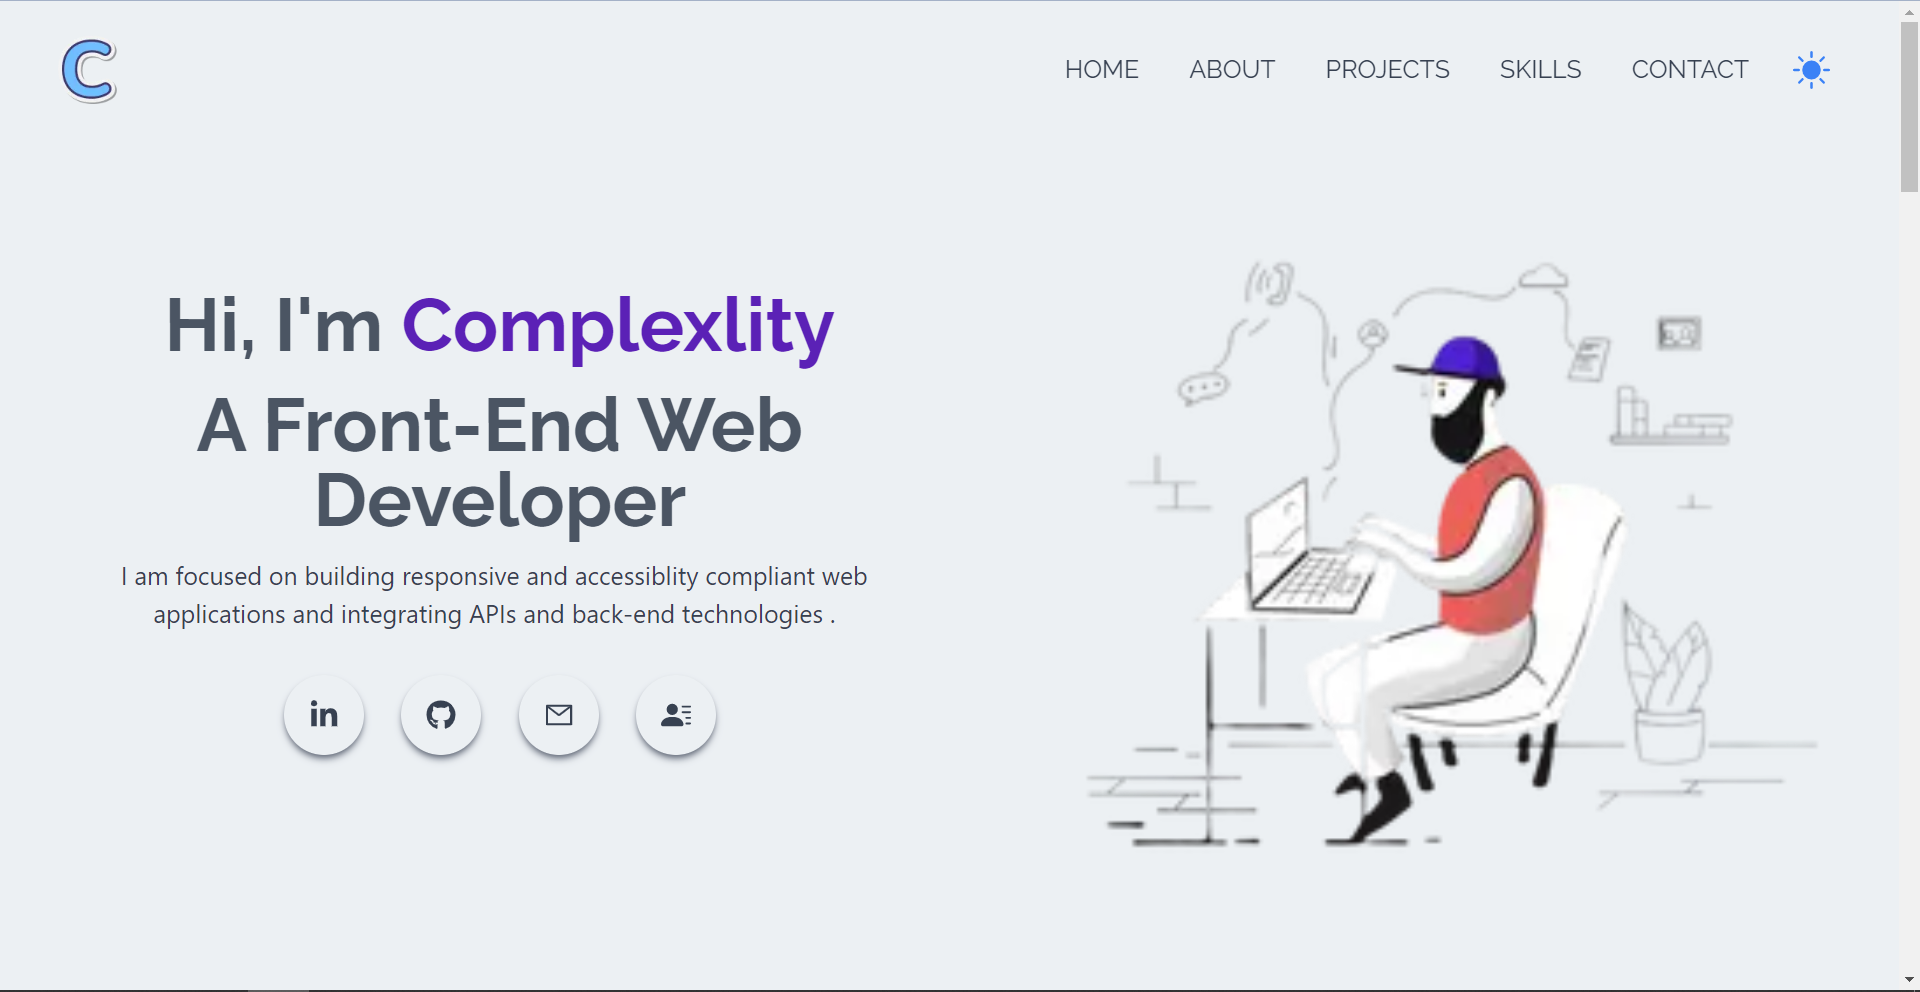 C
HOME ABOUT PROJECTS SKILLS CONTACT
Hi, I'm Complexlity
A Front-End Web
Developer
I am focused on building responsive and accessiblity compliant web
applications and integrating APIs and back-end technologies .
in